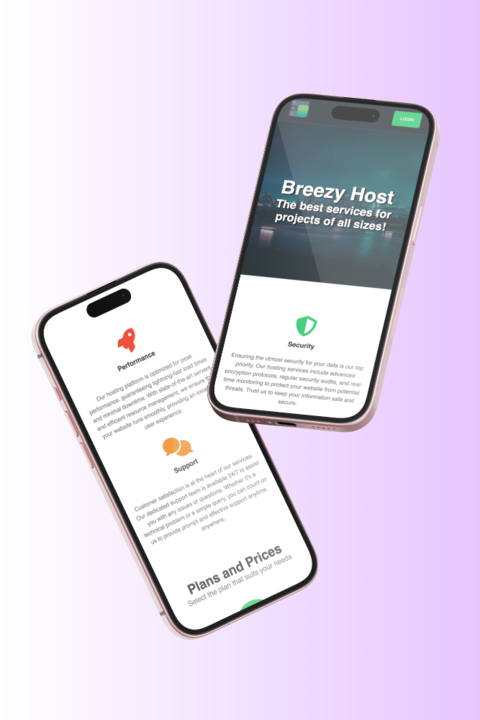 LOGIN
Breezy Host
The best services for
projects of all sizes!
Security
Ensuring the utmost security for your data is our top
priority. Our hosting services include advanced
encryption protocols, regular security audits, and real-
time monitoring to protect your website from potential
threats. Trust us to keep your information safe and
secure.
Performance
Our hosting platform is optimized for peak
performance, guaranteeing lightning-fast load times
and minimal downtime. With state-of-the-art servers
and efficient resource management, we ensure
your website runs smoothly, providing an
user experience.
Support
Customer satisfaction is at the heart of our services.
Our dedicated support team is available 24/7 to assist
you with any issues or questions. Whether it's a
technical problem or a simple query, you can count on
us to provide prompt and effective support anytime,
anywhere.
Plans and Prices
Select the plan that suits your needs